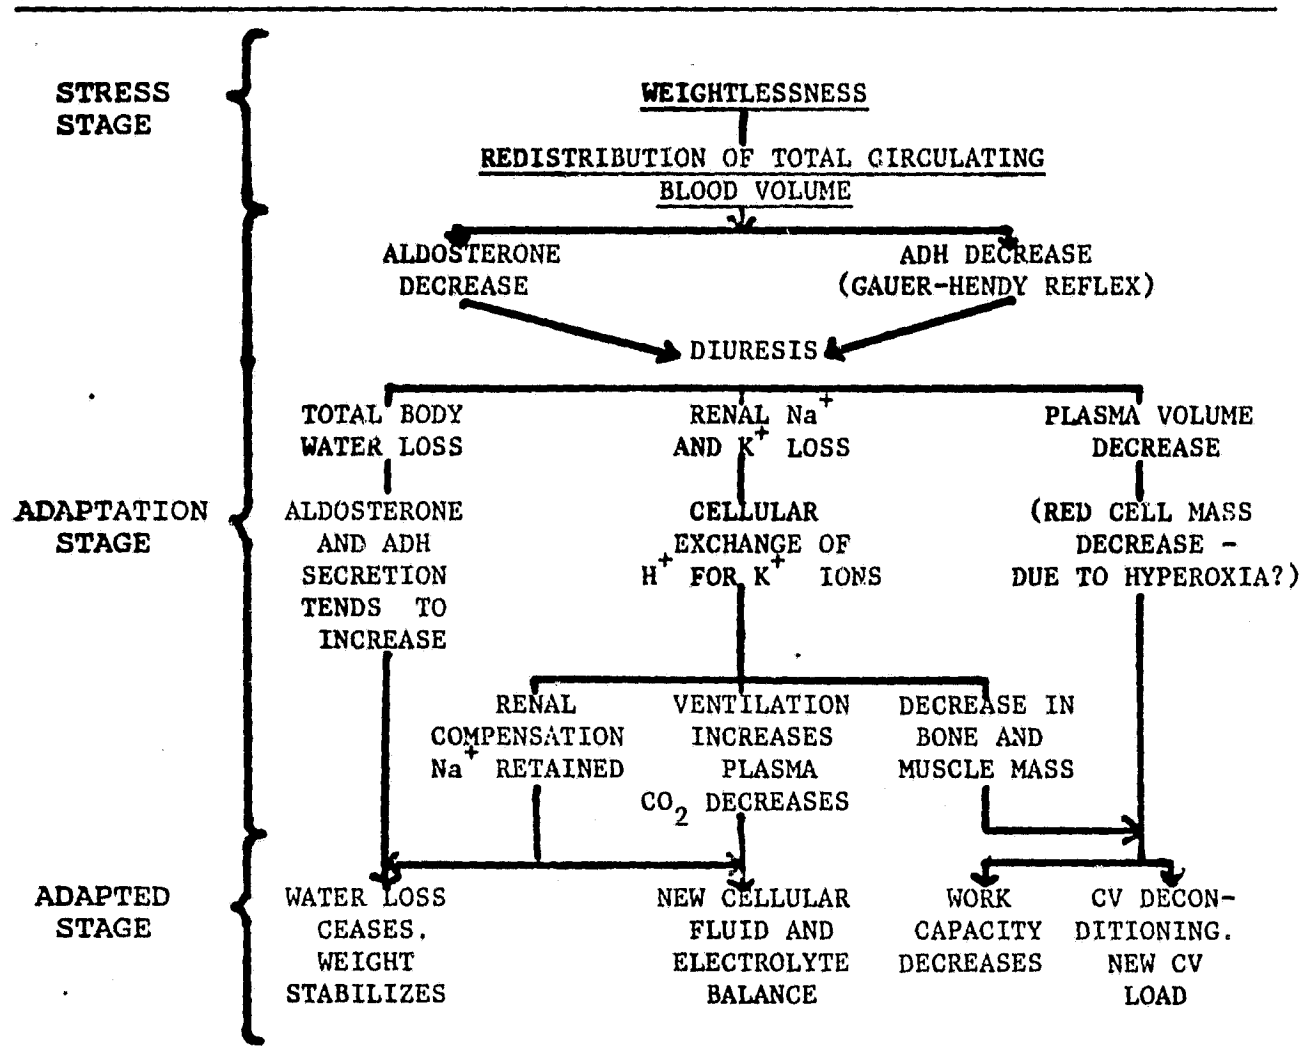 STRESS
STAGE
WEIGHTLESSNESS
REDISTRIBUTION OF TOTAL CIRCULATING
BLOOD VOLUME
ALDOSTERONE
DECREASE
ADH DECREASE
(GAUER-HENDY REFLEX)
DIURESIS
ADAPTATION
STAGE
TOTAL BODY
WATER LOSS
RENAL Na+
AND K+ LOSS
PLASMA VOLUME
DECREASE
ALDOSTERONE
AND ADH
SECRETION
TENDS TO
INCREASE
CELLULAR
EXCHANGE OF
H+ FOR K+ IONS
(RED CELL MASS
DECREASE -
DUE TO HYPEROXIA?)
RENAL
COMPENSATION
Na+ RETAINED
VENTILATION
INCREASES
PLASMA
CO2 DECREASES
DECREASE IN
BONE AND
MUSCLE MASS
ADAPTED
STAGE
WATER LOSS
CEASES.
WEIGHT
STABILIZES
NEW CELLULAR
FLUID AND
ELECTROLYTE
BALANCE
WORK
CAPACITY
DECREASES
CV DECON-
DITIONING.
NEW CV
LOAD